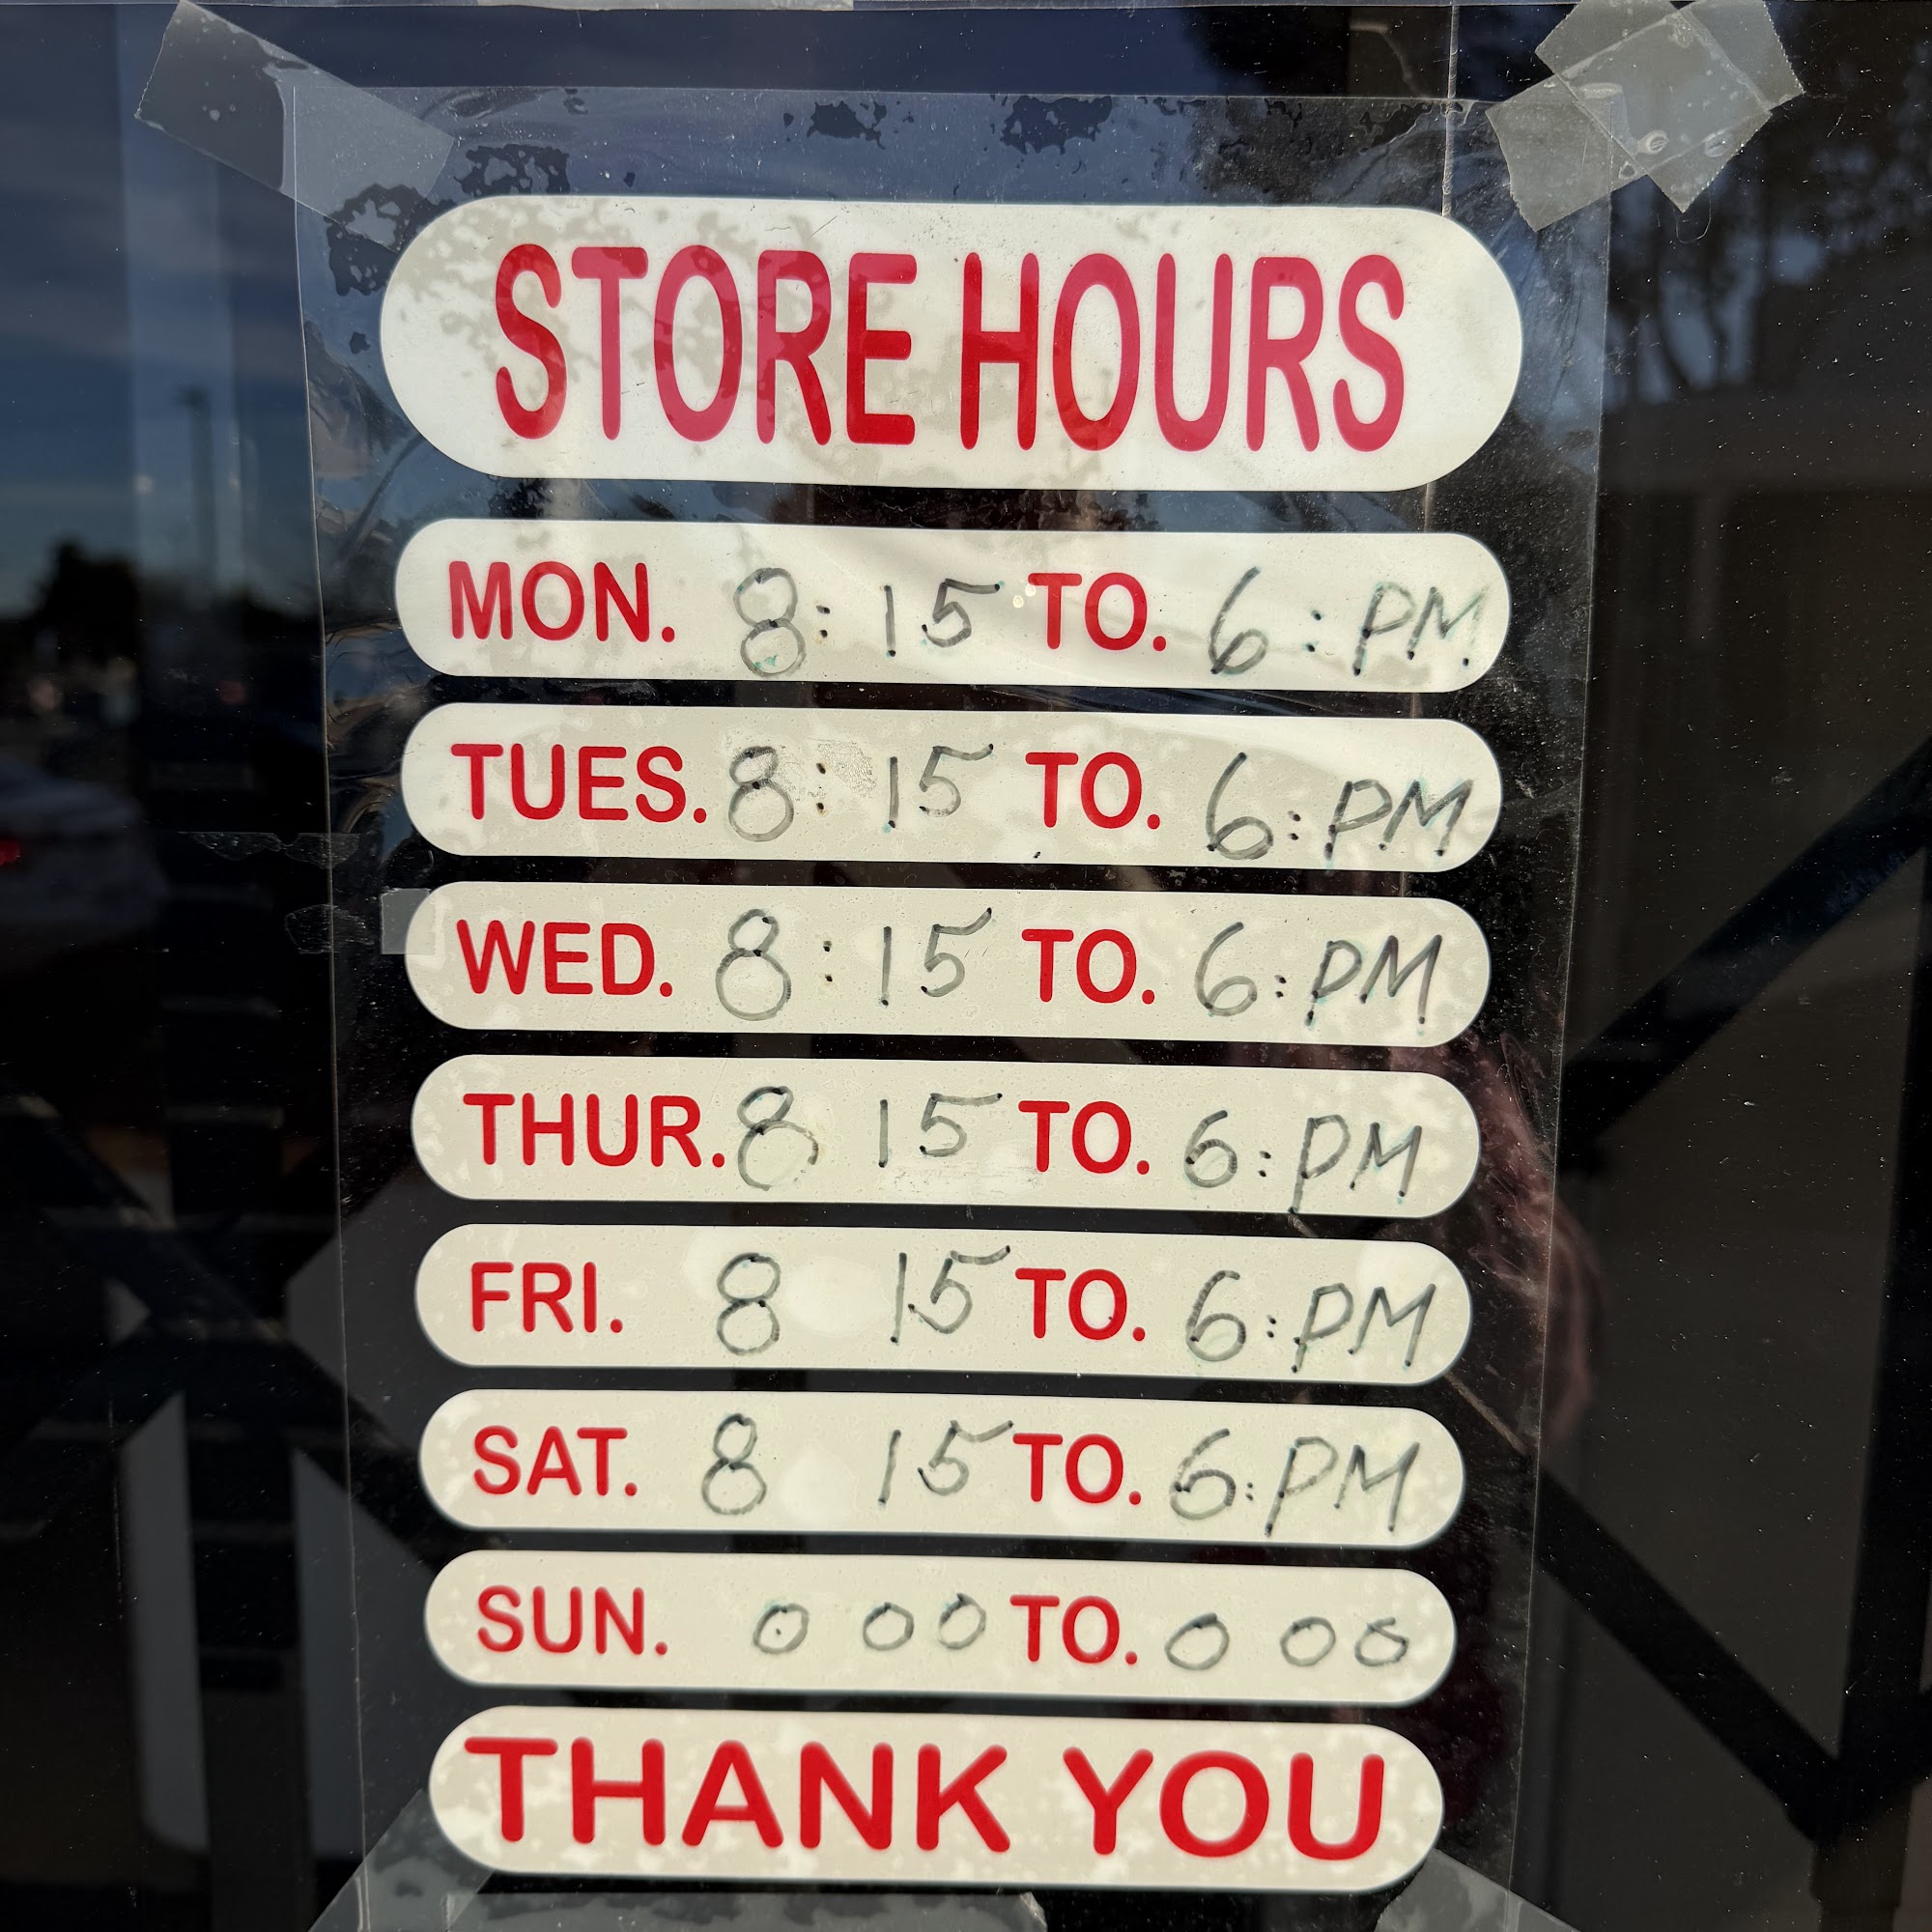 STORE HOURS
MON. 8:15 TO. 6:PM
TUES. 8:15 TO. 6:PM
WED. 8:15 TO. 6:PM
THUR. 8 15 TO. 6:PM
FRI. 8 15 TO. 6:PM
SAT. 8 15 TO. 6:PM
SUN. 0 00 TO. 0 00
THANK YOU